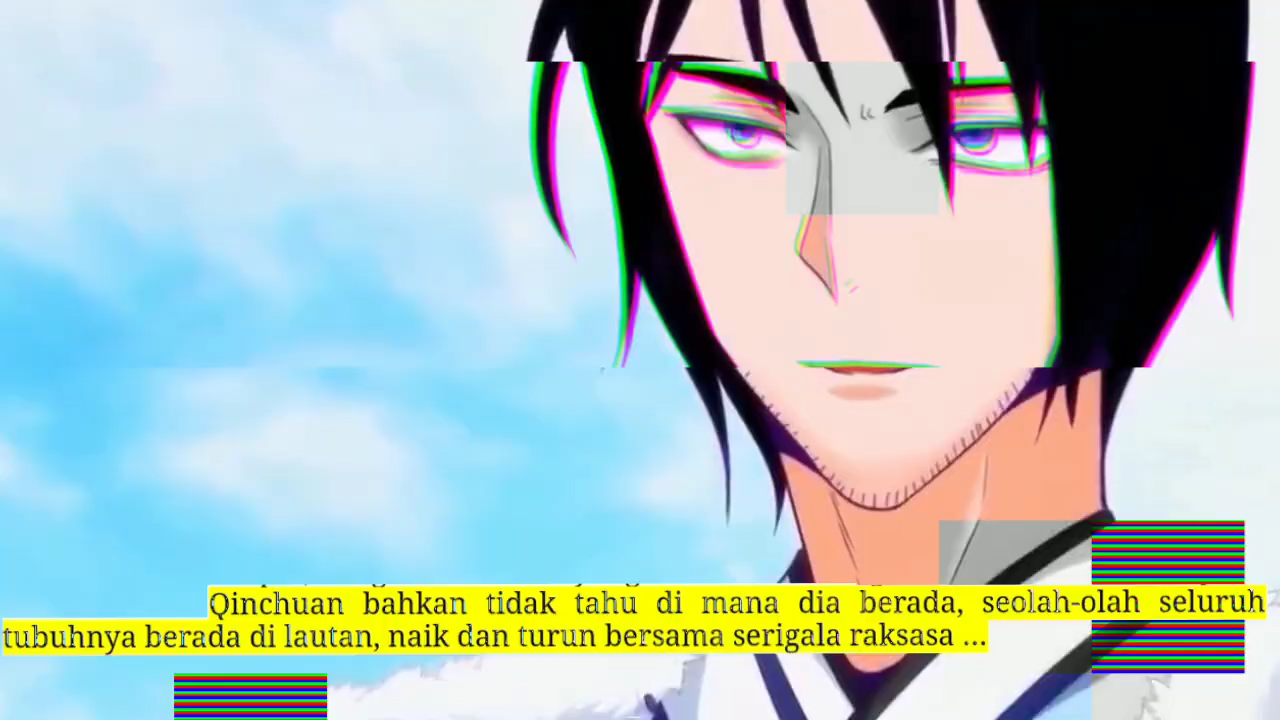 Qinchuan bahkan tidak tahu di mana dia berada, seolah-olah seluruh
tubuhnya berada di lautan, naik dan turun bersama serigala raksasa ...